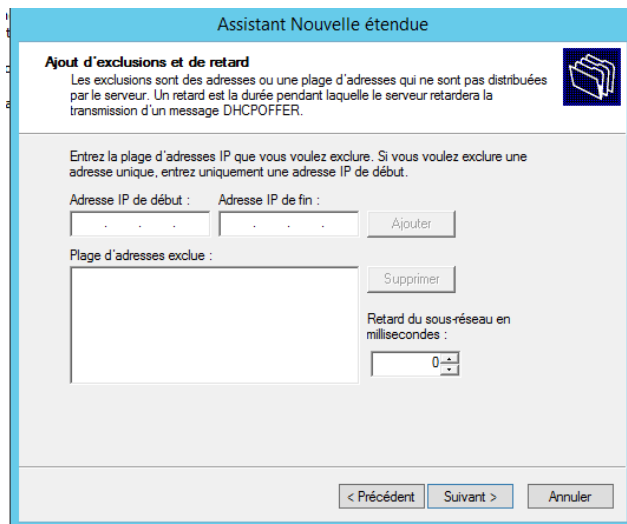 Assistant Nouvelle étendue
Ajout d'exclusions et de retard
Les exclusions sont des adresses ou une plage d'adresses qui ne sont pas distribuées
par le serveur. Un retard est la durée pendant laquelle le serveur retardera la
transmission d'un message DHCPOFFER.
Entrez la plage d'adresses IP que vous voulez exclure. Si vous voulez exclure une
adresse unique, entrez uniquement une adresse IP de début.
Adresse IP de début : Adresse IP de fin :
. . . . . . Ajouter
Plage d'adresses exclue :
Supprimer
Retard du sous-réseau en
millisecondes :
0
< Précédent Suivant > Annuler